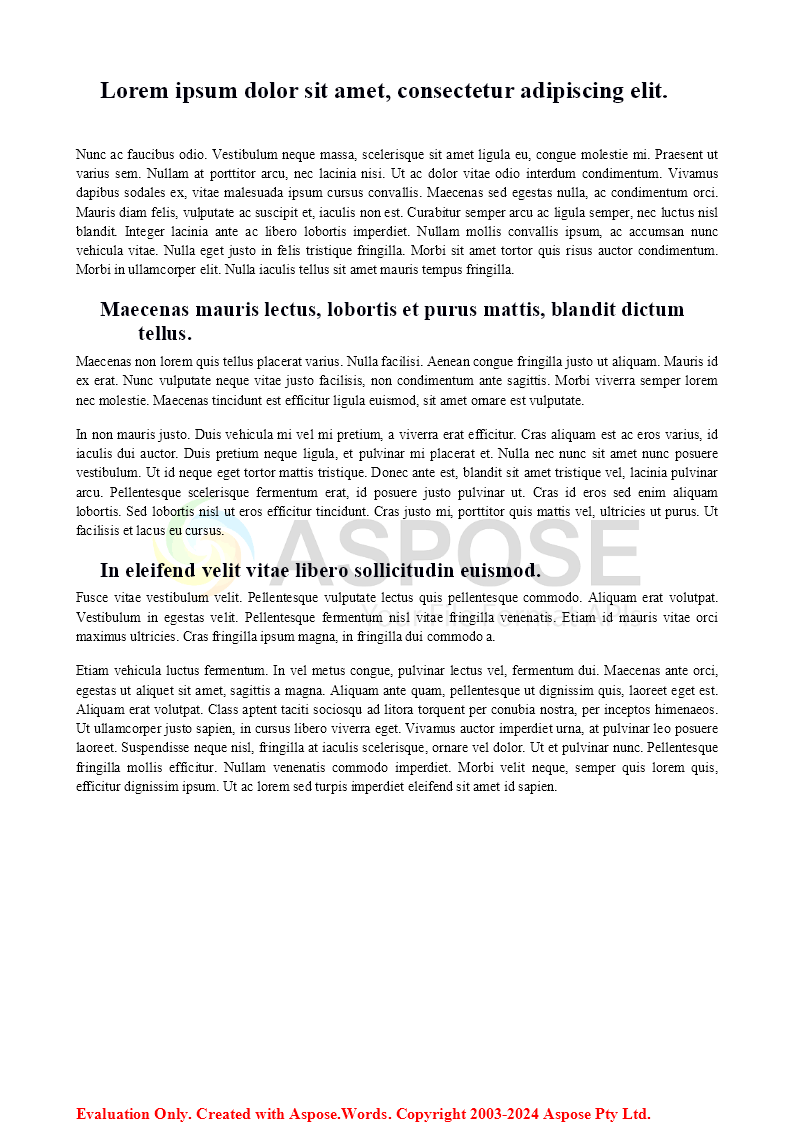 Lorem ipsum dolor sit amet, consectetur adipiscing elit.
Nunc ac faucibus odio. Vestibulum neque massa, scelerisque sit amet ligula eu, congue molestie mi. Praesent ut
varius sem. Nullam at porttitor arcu, nec lacinia nisi. Ut ac dolor vitae odio interdum condimentum. Vivamus
dapibus sodales ex, vitae malesuada ipsum cursus convallis. Maecenas sed egestas nulla, ac condimentum orci.
Mauris diam felis, vulputate ac suscipit et, iaculis non est. Curabitur semper arcu ac ligula semper, nec luctus nisl
blandit. Integer lacinia ante ac libero lobortis imperdiet. Nullam mollis convallis ipsum, ac accumsan nunc
vehicula vitae. Nulla eget justo in felis tristique fringilla. Morbi sit amet tortor quis risus auctor condimentum.
Morbi in ullamcorper elit. Nulla iaculis tellus sit amet mauris tempus fringilla.
Maecenas mauris lectus, lobortis et purus mattis, blandit dictum
tellus.
Maecenas non lorem quis tellus placerat varius. Nulla facilisi. Aenean congue fringilla justo ut aliquam. Mauris id
ex erat. Nunc vulputate neque vitae justo facilisis, non condimentum ante sagittis. Morbi viverra semper lorem
nec molestie. Maecenas tincidunt est efficitur ligula euismod, sit amet ornare est vulputate.
In non mauris justo. Duis vehicula mi vel mi pretium, a viverra erat efficitur. Cras aliquam est ac eros varius, id
iaculis dui auctor. Duis pretium neque ligula, et pulvinar mi placerat et. Nulla nec nunc sit amet nunc posuere
vestibulum. Ut id neque eget tortor mattis tristique. Donec ante est, blandit sit amet tristique vel, lacinia pulvinar
arcu. Pellentesque scelerisque fermentum erat, id posuere justo pulvinar ut. Cras id eros sed enim aliquam
lobortis. Sed lobortis nisl ut eros efficitur tincidunt. Cras justo mi, porttitor quis mattis vel, ultricies ut purus. Ut
facilisis et lacus eu cursus.
ASPOSE
In eleifend velit vitae libero sollicitudin euismod.
Fusce vitae vestibulum velit. Pellentesque vulputate lectus quis pellentesque commodo. Aliquam erat volutpat.
Vestibulum in egestas velit. Pellentesque fermentum nisl vitae fringilla venenatis. Etiam id mauris vitae orci
Your File Format APIs
maximus ultricies. Cras fringilla ipsum magna, in fringilla dui commodo a.
Etiam vehicula luctus fermentum. In vel metus congue, pulvinar lectus vel, fermentum dui. Maecenas ante orci,
egestas ut aliquet sit amet, sagittis a magna. Aliquam ante quam, pellentesque ut dignissim quis, laoreet eget est.
Aliquam erat volutpat. Class aptent taciti sociosqu ad litora torquent per conubia nostra, per inceptos himenaeos.
Ut ullamcorper justo sapien, in cursus libero viverra eget. Vivamus auctor imperdiet urna, at pulvinar leo posuere
laoreet. Suspendisse neque nisl, fringilla at iaculis scelerisque, ornare vel dolor. Ut et pulvinar nunc. Pellentesque
fringilla mollis efficitur. Nullam venenatis commodo imperdiet. Morbi velit neque, semper quis lorem quis,
efficitur dignissim ipsum. Ut ac lorem sed turpis imperdiet eleifend sit amet id sapien.
Evaluation Only. Created with Aspose.Words. Copyright 2003-2024 Aspose Pty Ltd.